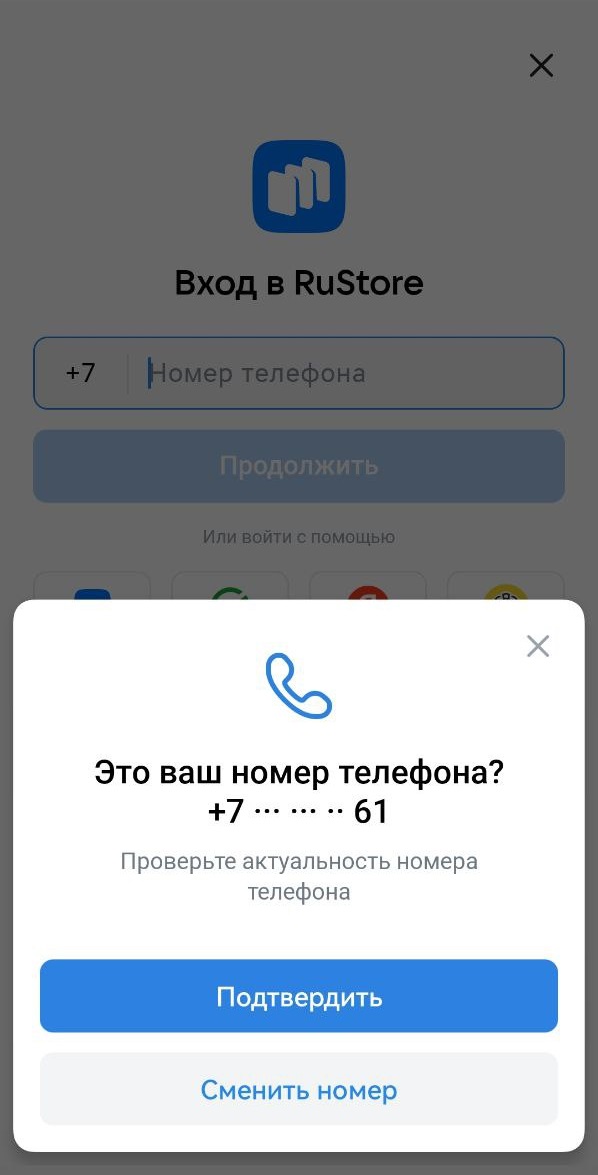 Вход в RuStore
+7 Номер телефона
Продолжить
Или войти с помощью
Это ваш номер телефона?
+7 ··· ··· ·· 61
Проверьте актуальность номера
телефона
Подтвердить
Сменить номер